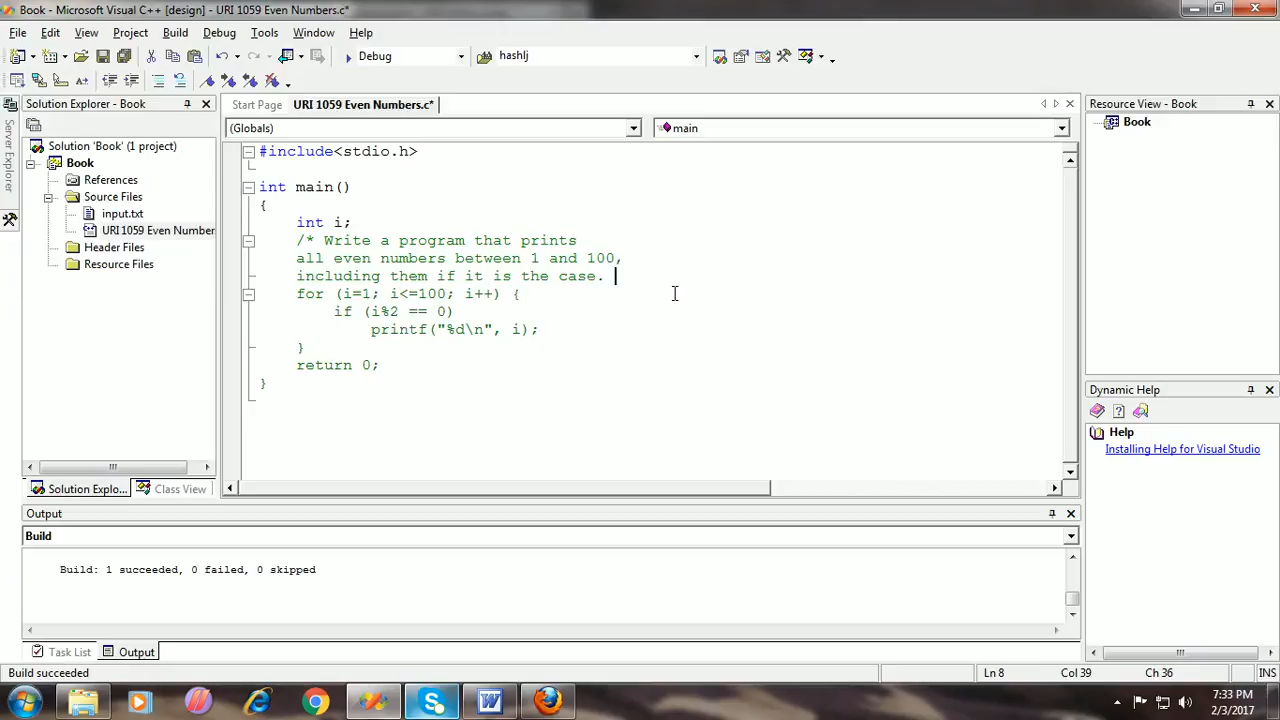 Book - Microsoft Visual C++ [design] - URI 1059 Even Numbers.c*
File Edit View Project Build Debug Tools Window Help
Debug hashlj
Solution Explorer - Book
Start Page URI 1059 Even Numbers.c*
Resource View - Book
(Globals) main
Book
Server Explorer
Solution 'Book' (1 project)
Book
References
Source Files
input.txt
URI 1059 Even Number
Header Files
Resource Files
#include<stdio.h>
int main()
{
int i;
/* Write a program that prints
all even numbers between 1 and 100,
including them if it is the case.
for (i=1; i<=100; i++) {
if (i%2 == 0)
printf("%d\n", i);
}
return 0;
}
Dynamic Help
Help
Installing Help for Visual Studio
Solution Explo... Class View
Output
Build
Build: 1 succeeded, 0 failed, 0 skipped
Task List Output
Build succeeded Ln 8 Col 39 Ch 36 INS
7:33 PM
2/3/2017